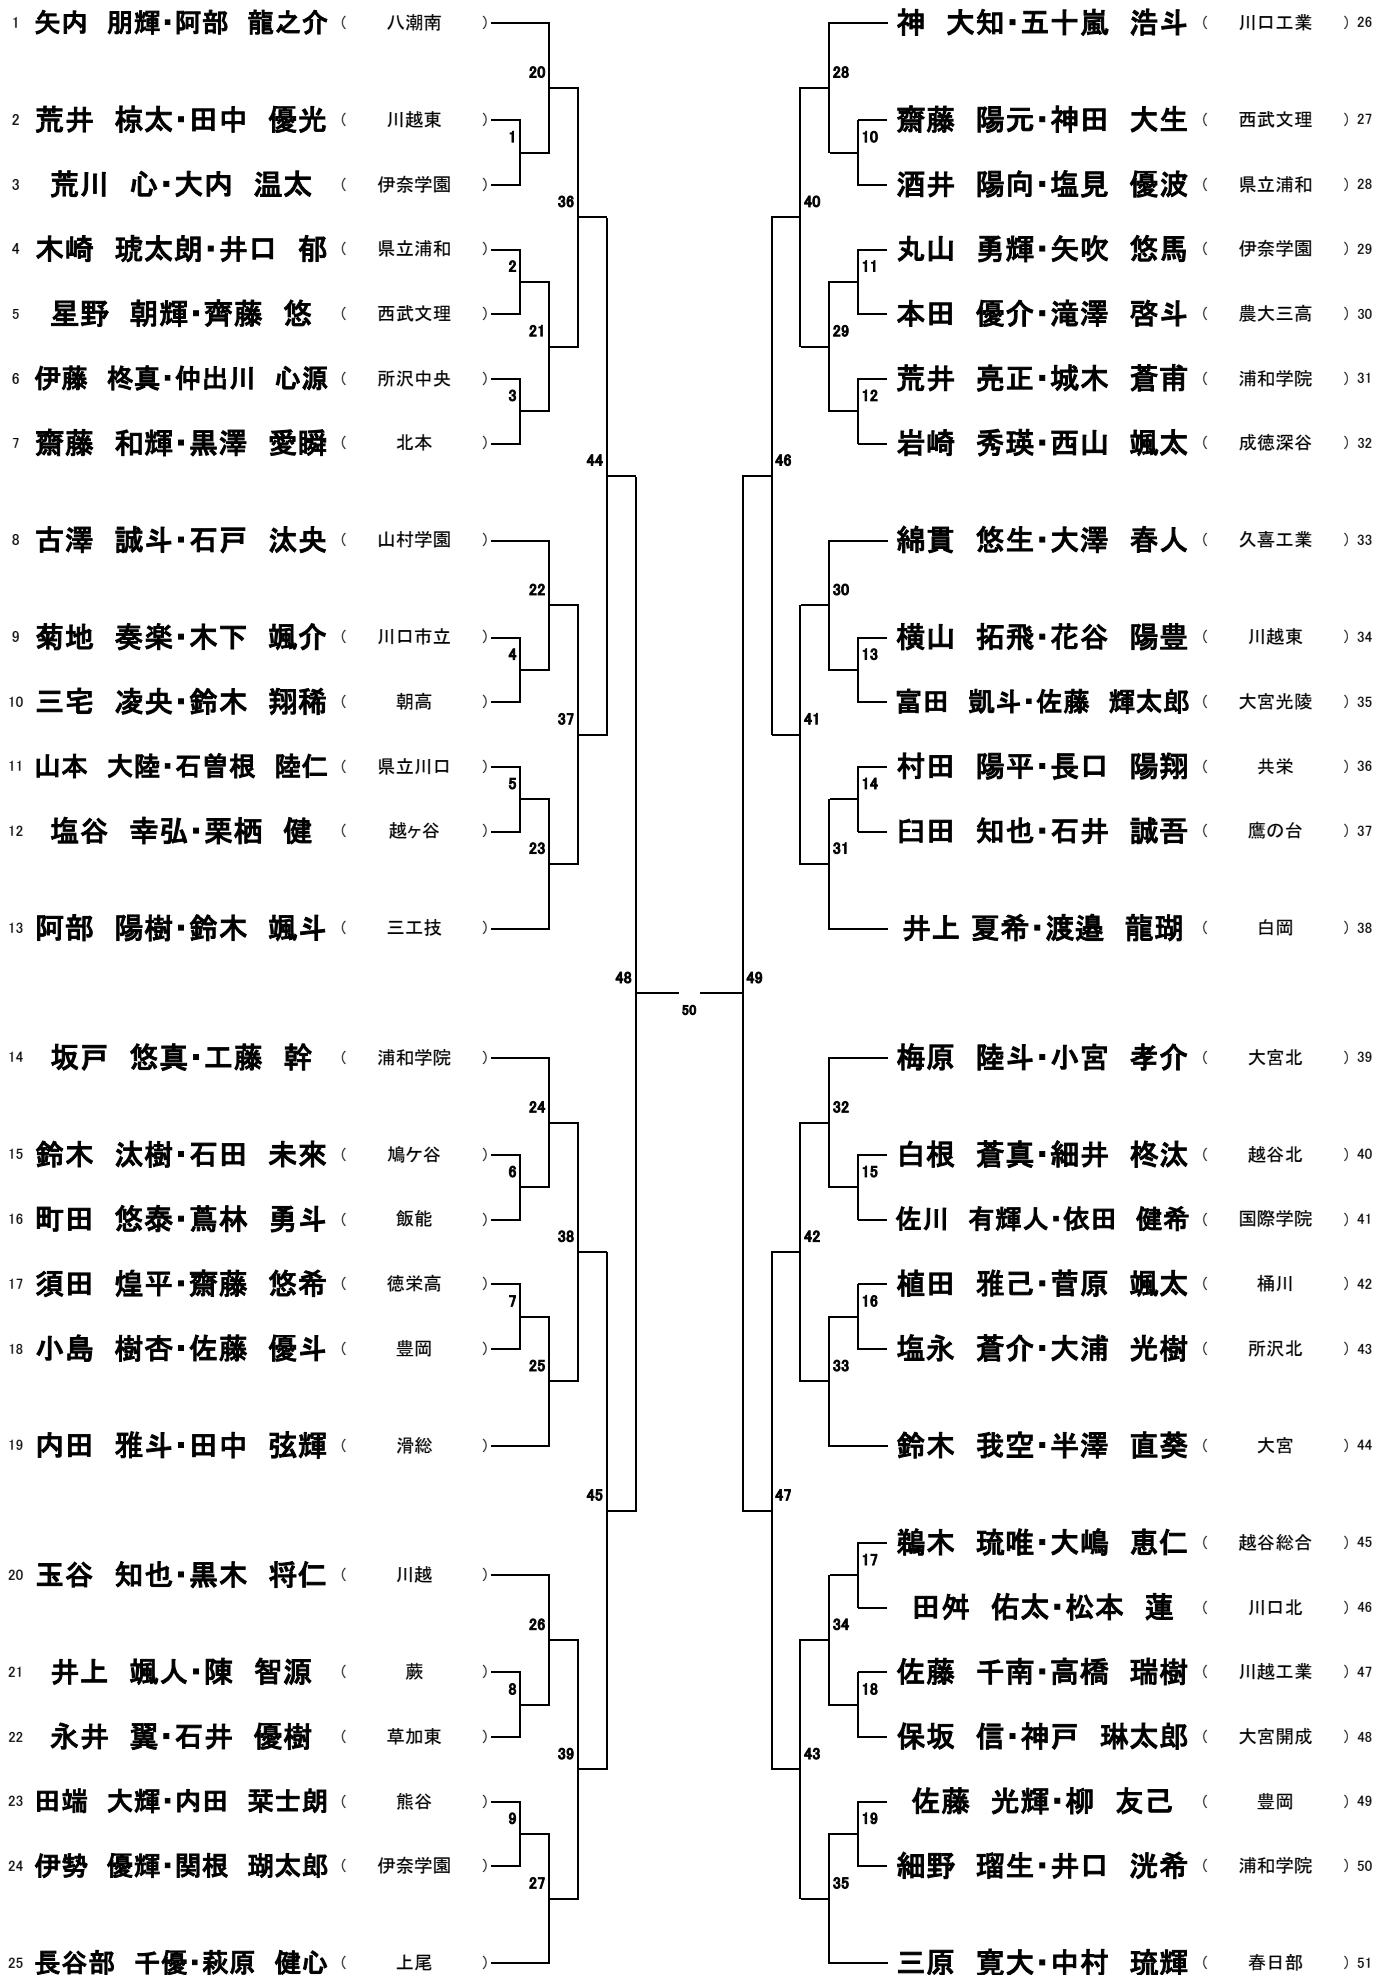 1 矢内 朋輝・阿部 龍之介 （ 八潮南 ）
20
2 荒井 椋太・田中 優光 （ 川越東 ）
1
3 荒川 心・大内 温太 （ 伊奈学園 ）
36
4 木崎 琥太朗・井口 郁 （ 県立浦和 ）
2
5 星野 朝輝・齊藤 悠 （ 西武文理 ）
21
6 伊藤 柊真・仲出川 心源 （ 所沢中央 ）
3
7 齋藤 和輝・黒澤 愛瞬 （ 北本 ）
44
8 古澤 誠斗・石戸 汰央 （ 山村学園 ）
22
9 菊地 奏楽・木下 颯介 （ 川口市立 ）
4
10 三宅 凌央・鈴木 翔稀 （ 朝高 ）
37
11 山本 大陸・石曽根 陸仁 （ 県立川口 ）
5
12 塩谷 幸弘・栗栖 健 （ 越ヶ谷 ）
23
13 阿部 陽樹・鈴木 颯斗 （ 三工技 ）
48
14 坂戸 悠真・工藤 幹 （ 浦和学院 ）
24
15 鈴木 汰樹・石田 未來 （ 鳩ケ谷 ）
6
16 町田 悠泰・蔦林 勇斗 （ 飯能 ）
38
17 須田 煌平・齋藤 悠希 （ 徳栄高 ）
7
18 小島 樹杏・佐藤 優斗 （ 豊岡 ）
25
19 内田 雅斗・田中 弦輝 （ 滑総 ）
45
20 玉谷 知也・黒木 将仁 （ 川越 ）
26
21 井上 颯人・陳 智源 （ 蕨 ）
8
22 永井 翼・石井 優樹 （ 草加東 ）
39
23 田端 大輝・内田 栞士朗 （ 熊谷 ）
9
24 伊勢 優輝・関根 瑚太郎 （ 伊奈学園 ）
27
25 長谷部 千優・萩原 健心 （ 上尾 ）
50
神 大知・五十嵐 浩斗 （ 川口工業 ） 26
28
齋藤 陽元・神田 大生 （ 西武文理 ） 27
10
酒井 陽向・塩見 優波 （ 県立浦和 ） 28
40
丸山 勇輝・矢吹 悠馬 （ 伊奈学園 ） 29
11
本田 優介・滝澤 啓斗 （ 農大三高 ） 30
29
荒井 亮正・城木 蒼甫 （ 浦和学院 ） 31
12
岩崎 秀瑛・西山 颯太 （ 成徳深谷 ） 32
46
綿貫 悠生・大澤 春人 （ 久喜工業 ） 33
30
横山 拓飛・花谷 陽豊 （ 川越東 ） 34
13
富田 凱斗・佐藤 輝太郎 （ 大宮光陵 ） 35
41
村田 陽平・長口 陽翔 （ 共栄 ） 36
14
臼田 知也・石井 誠吾 （ 鷹の台 ） 37
31
井上 夏希・渡邉 龍瑚 （ 白岡 ） 38
49
梅原 陸斗・小宮 孝介 （ 大宮北 ） 39
32
白根 蒼真・細井 柊汰 （ 越谷北 ） 40
15
佐川 有輝人・依田 健希 （ 国際学院 ） 41
42
植田 雅己・菅原 颯太 （ 桶川 ） 42
16
塩永 蒼介・大浦 光樹 （ 所沢北 ） 43
33
鈴木 我空・半澤 直葵 （ 大宮 ） 44
47
鵜木 琉唯・大嶋 恵仁 （ 越谷総合 ） 45
17
田舛 佑太・松本 蓮 （ 川口北 ） 46
34
佐藤 千南・高橋 瑞樹 （ 川越工業 ） 47
18
保坂 信・神戸 琳太郎 （ 大宮開成 ） 48
43
佐藤 光輝・柳 友己 （ 豊岡 ） 49
19
細野 瑠生・井口 洸希 （ 浦和学院 ） 50
35
三原 寛大・中村 琉輝 （ 春日部 ） 51